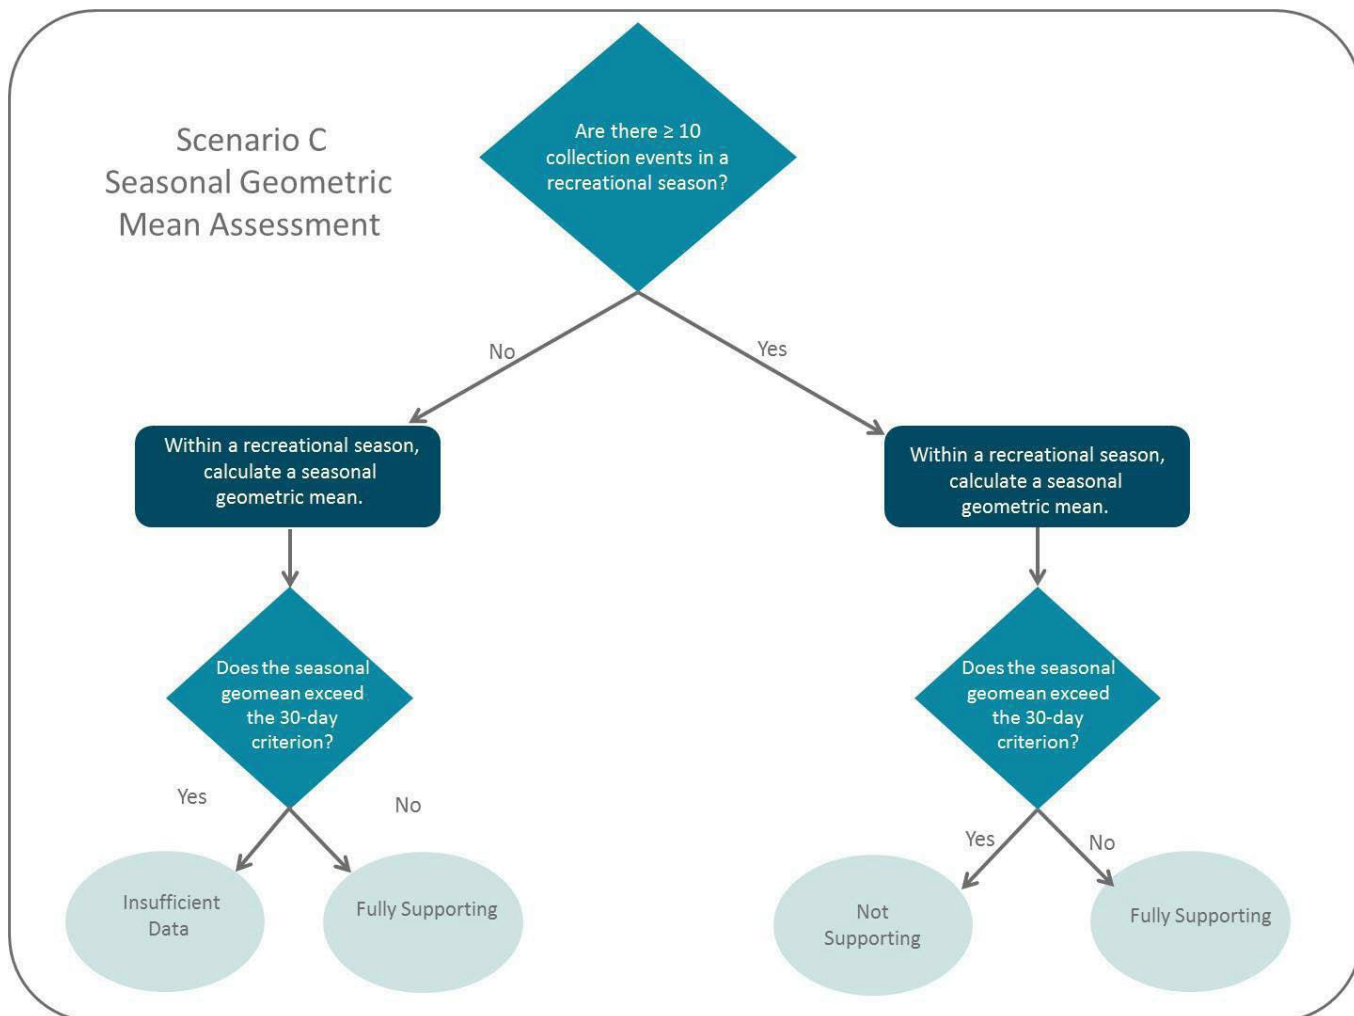 Scenario C
Seasonal Geometric
Mean Assessment
Are there ≥ 10
collection events in a
recreational season?
No
Yes
Within a recreational season,
calculate a seasonal
geometric mean.
Within a recreational season,
calculate a seasonal
geometric mean.
Does the seasonal
geomean exceed
the 30-day
criterion?
Does the seasonal
geomean exceed
the 30-day
criterion?
Yes
No
Yes
No
Insufficient
Data
Fully Supporting
Not
Supporting
Fully Supporting